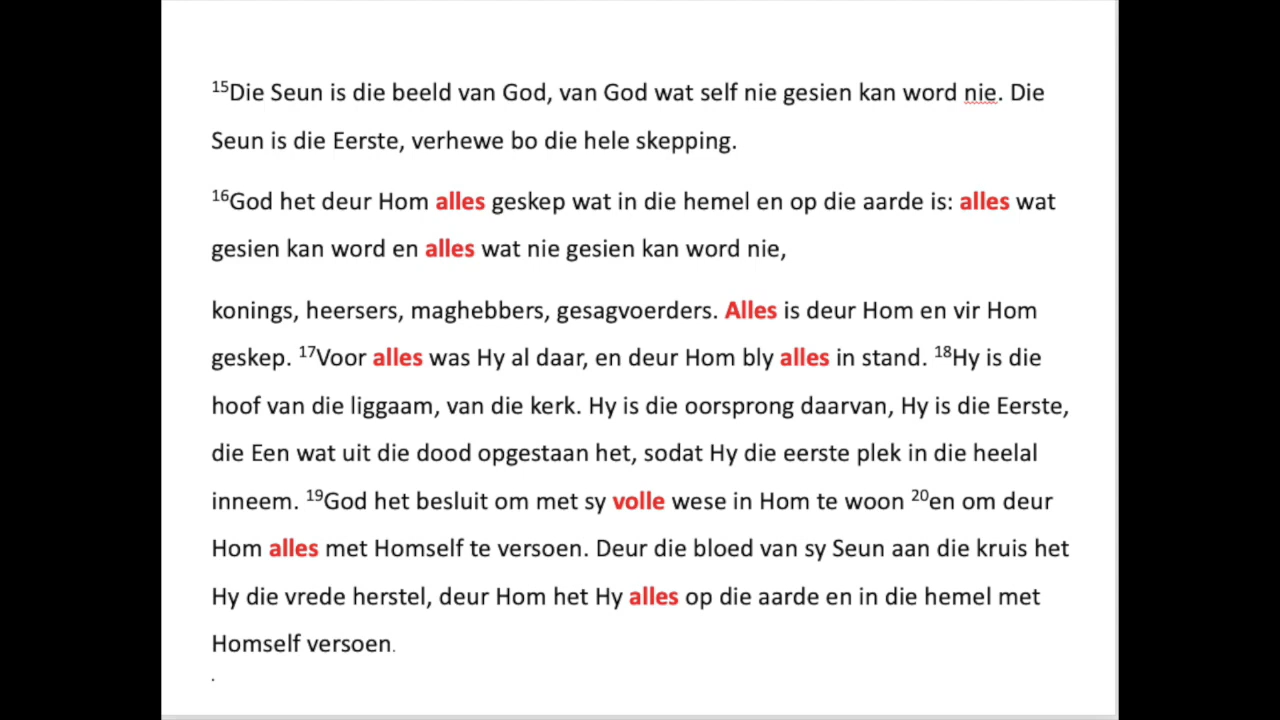 15Die Seun is die beeld van God, van God wat self nie gesien kan word nie. Die
Seun is die Eerste, verhewe bo die hele skepping.
16God het deur Hom alles geskep wat in die hemel en op die aarde is: alles wat
gesien kan word en alles wat nie gesien kan word nie,
konings, heersers, maghebbers, gesagvoerders. Alles is deur Hom en vir Hom
geskep. 17Voor alles was Hy al daar, en deur Hom bly alles in stand. 18Hy is die
hoof van die liggaam, van die kerk. Hy is die oorsprong daarvan, Hy is die Eerste,
die Een wat uit die dood opgestaan het, sodat Hy die eerste plek in die heelal
inneem. 19God het besluit om met sy volle wese in Hom te woon 20en om deur
Hom alles met Homself te versoen. Deur die bloed van sy Seun aan die kruis het
Hy die vrede herstel, deur Hom het Hy alles op die aarde en in die hemel met
Homself versoen.
.